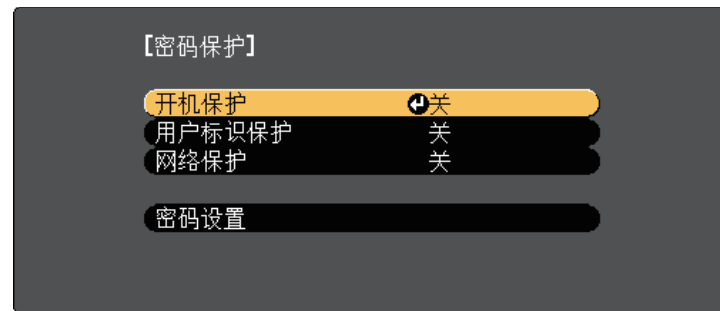 【密码保护】
开机保护 关
用户标识保护 关
网络保护 关
密码设置